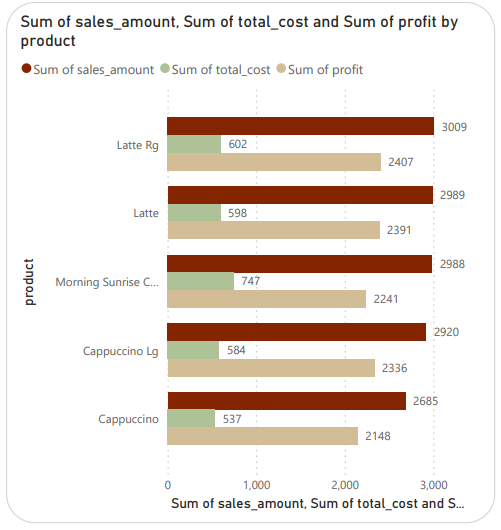 Sum of sales_amount, Sum of total_cost and Sum of profit by
product
Sum of sales_amount Sum of total_cost Sum of profit
Latte Rg
3009
602
2407
Latte
2989
598
2391
Morning Sunrise C...
2988
747
2241
Cappuccino Lg
2920
584
2336
Cappuccino
2685
537
2148
product
0 1,000 2,000 3,000
Sum of sales_amount, Sum of total_cost and S...